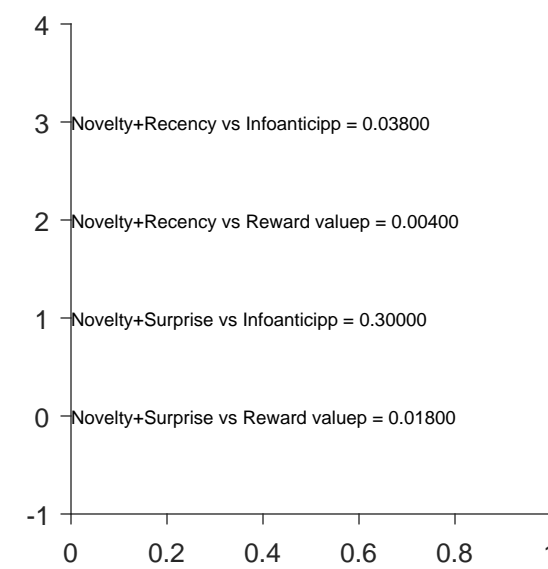 4
3 Novelty+Recency vs Infoanticipp = 0.03800
2 Novelty+Recency vs Reward valuep = 0.00400
1 Novelty+Surprise vs Infoanticipp = 0.30000
0 Novelty+Surprise vs Reward valuep = 0.01800
-1
0 0.2 0.4 0.6 0.8